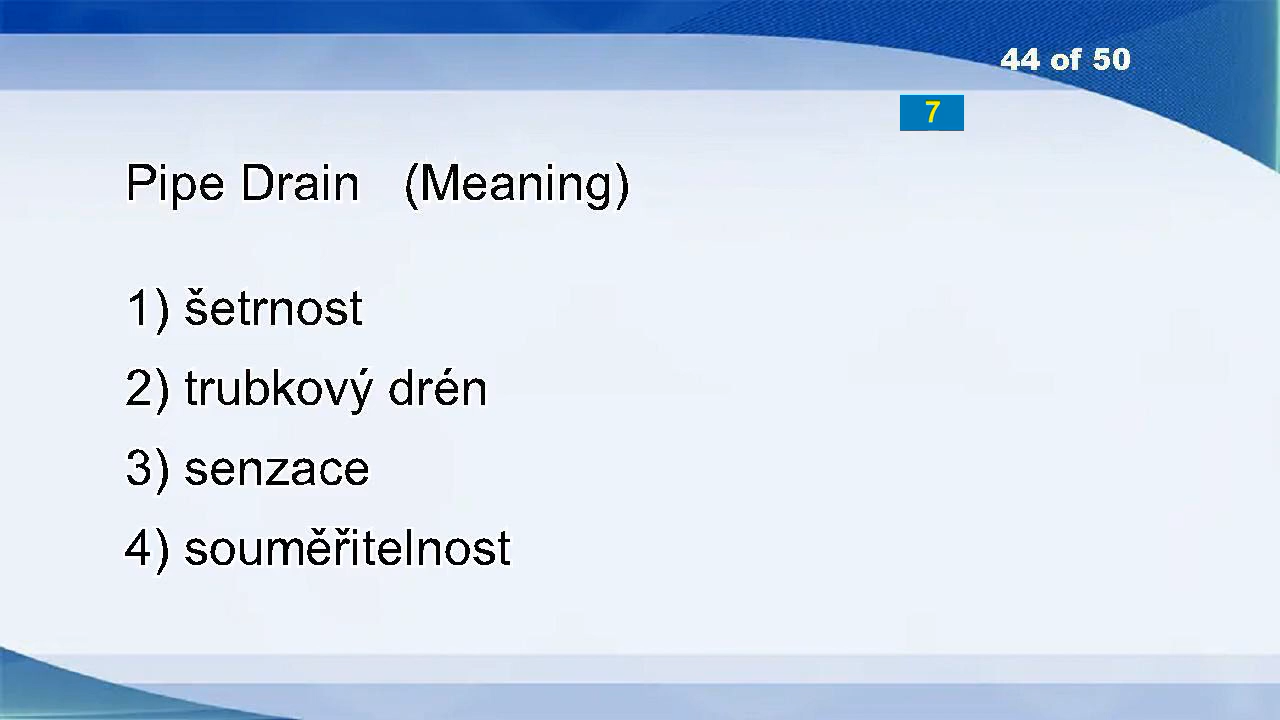 44 of 50
7
Pipe Drain (Meaning)
1) šetrnost
2) trubkový drén
3) senzace
4) souměřitelnost